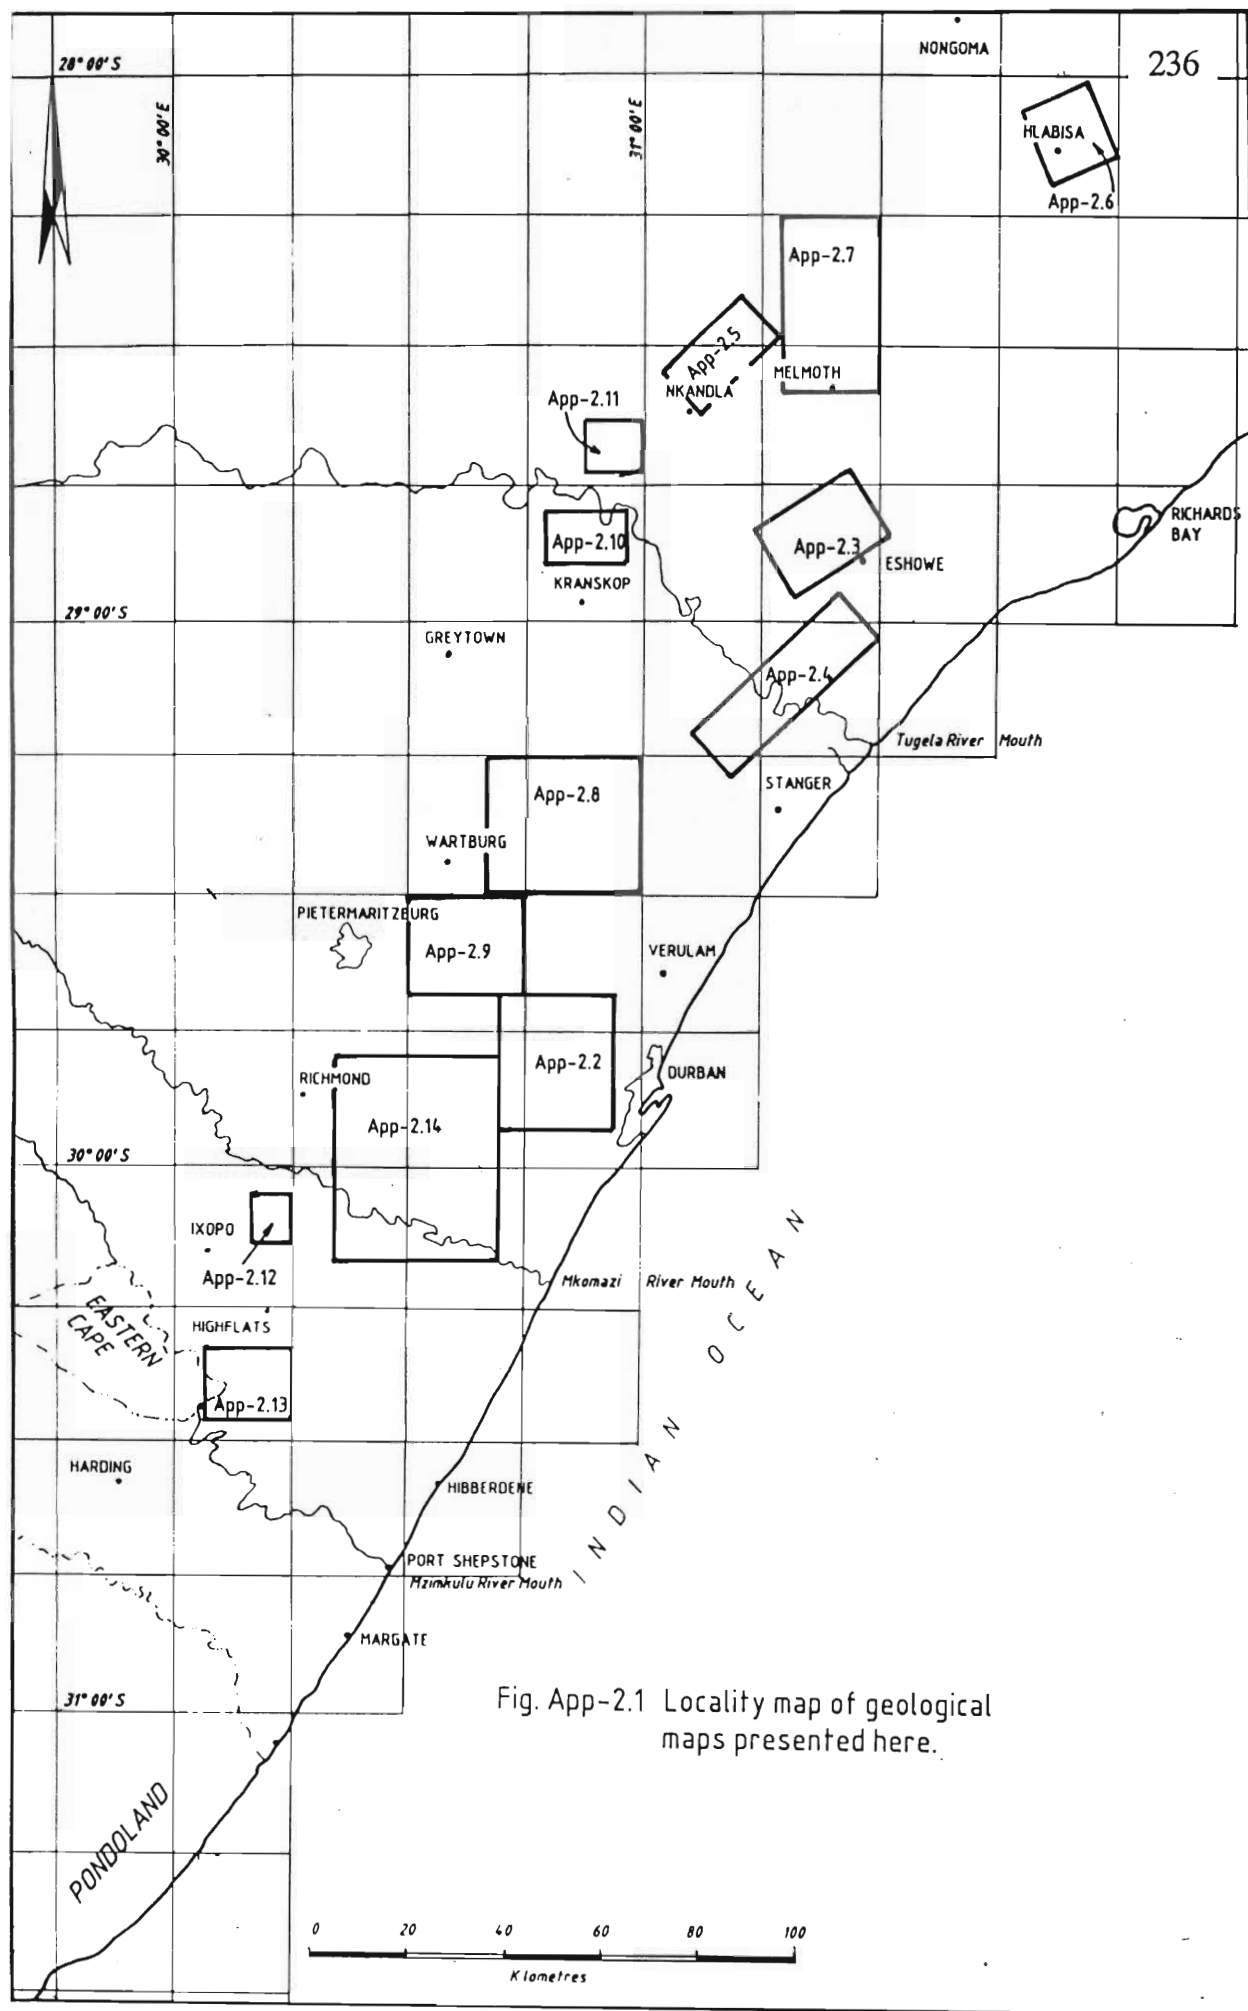 NONGOMA
236
28°00'S
30°00'E
31°00'E
HLABISA
App-2.6
App-2.7
App-2.5
NKANDLA
MELMOTH
App-2.11
App-2.10
KRANSKOP
App-2.3
ESHOWE
RICHARDS
BAY
29°00'S
GREYTOWN
App-2.4
Tugela River Mouth
STANGER
App-2.8
WARTBURG
PIETERMARITZBURG
App-2.9
VERULAM
App-2.2
DURBAN
RICHMOND
App-2.14
30°00'S
IXOPO
App-2.12
Mkomazi River Mouth
EASTERN
CAPE
HIGHFLATS
App-2.13
INDIAN OCEAN
HARDING
HIBBERDENE
PORT SHEPSTONE
Mzimkulu River Mouth
MARGATE
31°00'S
Fig. App-2.1 Locality map of geological
maps presented here.
PONDOLAND
0 20 40 60 80 100
Kilometres